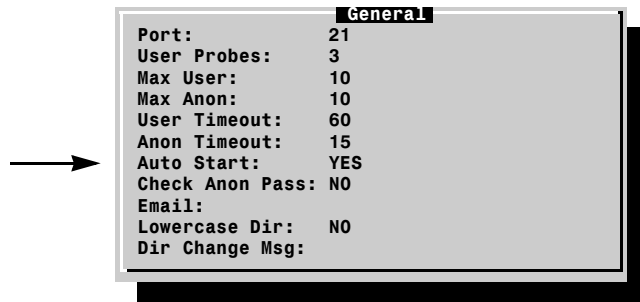 General
Port: 21
User Probes: 3
Max User: 10
Max Anon: 10
User Timeout: 60
Anon Timeout: 15
Auto Start: YES
Check Anon Pass: NO
Email:
Lowercase Dir: NO
Dir Change Msg: